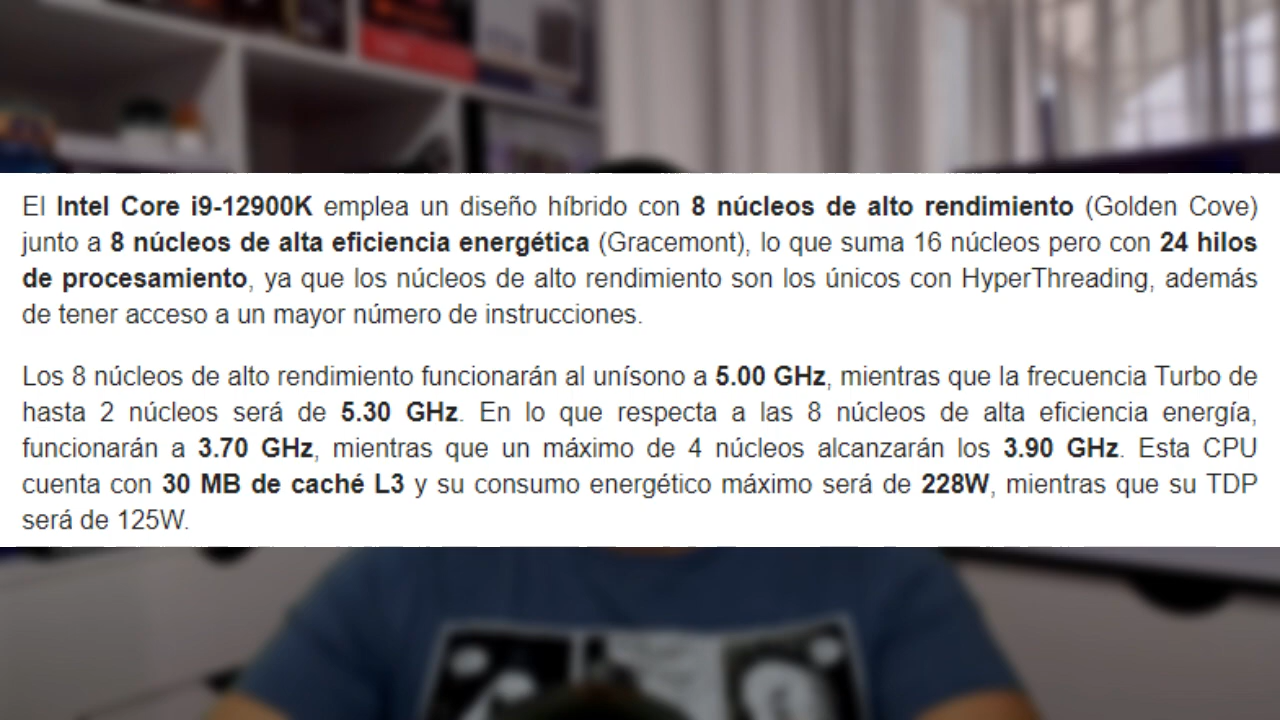 El Intel Core i9-12900K emplea un diseño híbrido con 8 núcleos de alto rendimiento (Golden Cove)
junto a 8 núcleos de alta eficiencia energética (Gracemont), lo que suma 16 núcleos pero con 24 hilos
de procesamiento, ya que los núcleos de alto rendimiento son los únicos con HyperThreading, además
de tener acceso a un mayor número de instrucciones.
Los 8 núcleos de alto rendimiento funcionarán al unísono a 5.00 GHz, mientras que la frecuencia Turbo de
hasta 2 núcleos será de 5.30 GHz. En lo que respecta a las 8 núcleos de alta eficiencia energía,
funcionarán a 3.70 GHz, mientras que un máximo de 4 núcleos alcanzarán los 3.90 GHz. Esta CPU
cuenta con 30 MB de caché L3 y su consumo energético máximo será de 228W, mientras que su TDP
será de 125W.